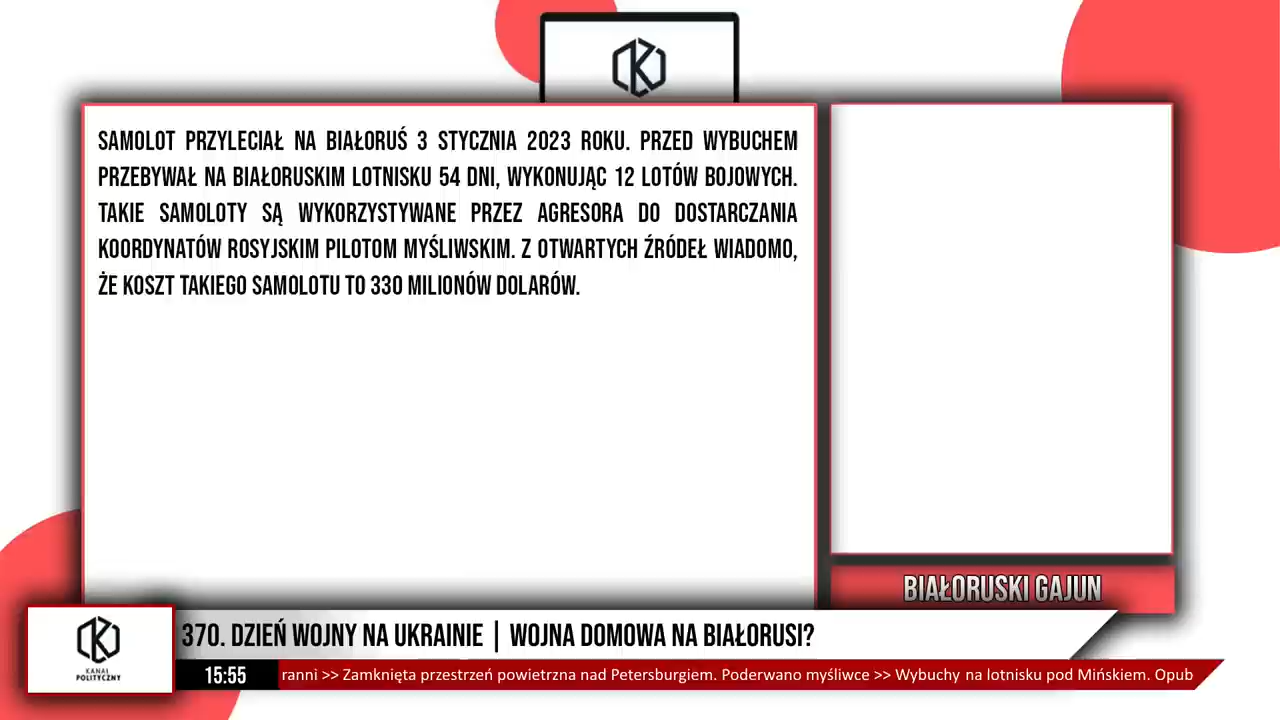 SAMOLOT PRZYLECIAŁ NA BIAŁORUŚ 3 STYCZNIA 2023 ROKU. PRZED WYBUCHEM
PRZEBYWAŁ NA BIAŁORUSKIM LOTNISKU 54 DNI, WYKONUJĄC 12 LOTÓW BOJOWYCH.
TAKIE SAMOLOTY SĄ WYKORZYSTYWANE PRZEZ AGRESORA DO DOSTARCZANIA
KOORDYNATÓW ROSYJSKIM PILOTOM MYŚLIWSKIM. Z OTWARTYCH ŹRÓDEŁ WIADOMO,
ŻE KOSZT TAKIEGO SAMOLOTU TO 330 MILIONÓW DOLARÓW.
BIAŁORUSKI GAJUN
370. DZIEŃ WOJNY NA UKRAINIE | WOJNA DOMOWA NA BIAŁORUSI?
KANAŁ
POLITYCZNY
15:55
ranni >> Zamknięta przestrzeń powietrzna nad Petersburgiem. Poderwano myśliwce >> Wybuchy na lotnisku pod Mińskiem. Opub